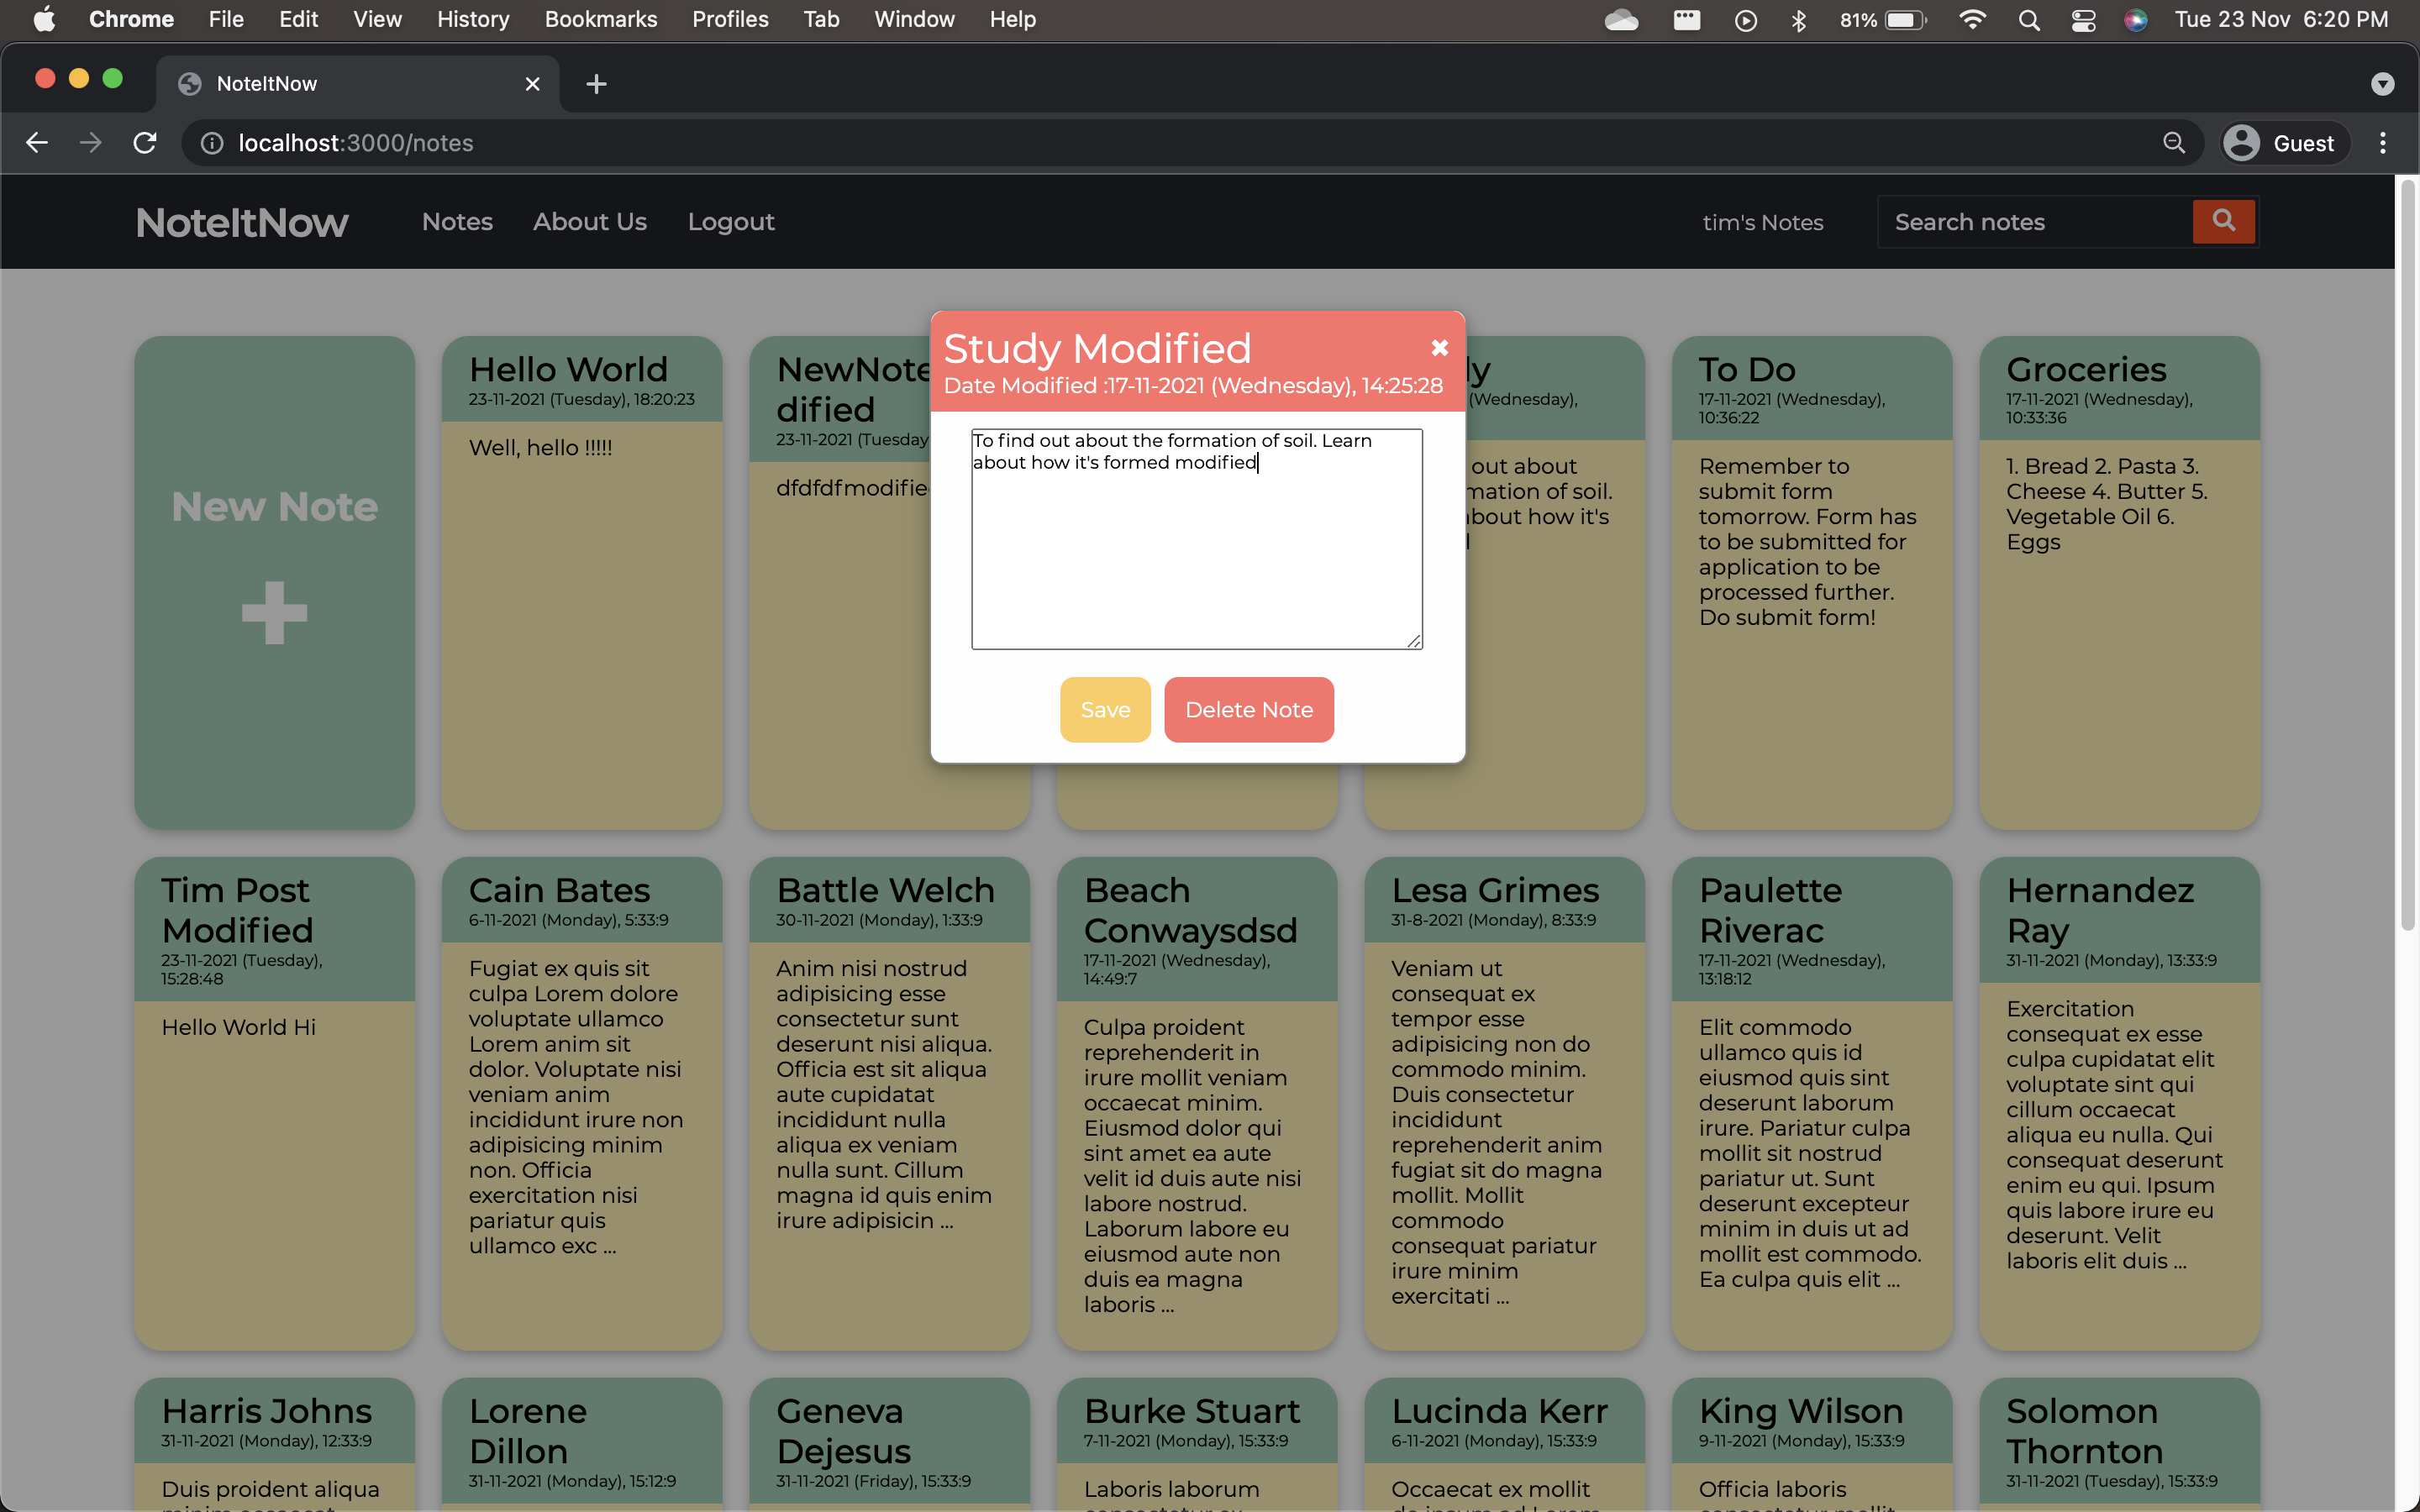 Chrome File Edit View History Bookmarks Profiles Tab Window Help 81% Tue 23 Nov 6:20 PM
NoteItNow
localhost:3000/notes
Guest
NoteItNow Notes About Us Logout tim's Notes Search notes
New Note
Hello World
23-11-2021 (Tuesday), 18:20:23
Well, hello !!!!!
NewNote
dified
23-11-2021 (Tuesday
dfdfdfmodifie
Study Modified
Date Modified :17-11-2021 (Wednesday), 14:25:28
To find out about the formation of soil. Learn
about how it's formed modified
Save Delete Note
ly
(Wednesday),
out about
mation of soil.
bout how it's
To Do
17-11-2021 (Wednesday),
10:36:22
Remember to
submit form
tomorrow. Form has
to be submitted for
application to be
processed further.
Do submit form!
Groceries
17-11-2021 (Wednesday),
10:33:36
1. Bread 2. Pasta 3.
Cheese 4. Butter 5.
Vegetable Oil 6.
Eggs
Tim Post
Modified
23-11-2021 (Tuesday),
15:28:48
Hello World Hi
Cain Bates
6-11-2021 (Monday), 5:33:9
Fugiat ex quis sit
culpa Lorem dolore
voluptate ullamco
Lorem anim sit
dolor. Voluptate nisi
veniam anim
incididunt irure non
adipisicing minim
non. Officia
exercitation nisi
pariatur quis
ullamco exc ...
Battle Welch
30-11-2021 (Monday), 1:33:9
Anim nisi nostrud
adipisicing esse
consectetur sunt
deserunt nisi aliqua.
Officia est sit aliqua
aute cupidatat
incididunt nulla
aliqua ex veniam
nulla sunt. Cillum
magna id quis enim
irure adipisicin ...
Beach
Conwaysdsd
17-11-2021 (Wednesday),
14:49:7
Culpa proident
reprehenderit in
irure mollit veniam
occaecat minim.
Eiusmod dolor qui
sint amet ea aute
velit id duis aute nisi
labore nostrud.
Laborum labore eu
eiusmod aute non
duis ea magna
laboris ...
Lesa Grimes
31-8-2021 (Monday), 8:33:9
Veniam ut
consequat ex
tempor esse
adipisicing non do
commodo minim.
Duis consectetur
incididunt
reprehenderit anim
fugiat sit do magna
mollit. Mollit
commodo
consequat pariatur
irure minim
exercitati ...
Paulette
Riverac
17-11-2021 (Wednesday),
13:18:12
Elit commodo
ullamco quis id
eiusmod quis sint
deserunt laborum
irure. Pariatur culpa
mollit sit nostrud
pariatur ut. Sunt
deserunt excepteur
minim in duis ut ad
mollit est commodo.
Ea culpa quis elit ...
Hernandez
Ray
31-11-2021 (Monday), 13:33:9
Exercitation
consequat ex esse
culpa cupidatat elit
voluptate sint qui
cillum occaecat
aliqua eu nulla. Qui
consequat deserunt
enim eu qui. Ipsum
quis labore irure eu
deserunt. Velit
laboris elit duis ...
Harris Johns
31-11-2021 (Monday), 12:33:9
Duis proident aliqua
Lorene
Dillon
31-11-2021 (Monday), 15:12:9
Geneva
Dejesus
31-11-2021 (Friday), 15:33:9
Burke Stuart
7-11-2021 (Monday), 15:33:9
Laboris laborum
Lucinda Kerr
6-11-2021 (Monday), 15:33:9
Occaecat ex mollit
King Wilson
9-11-2021 (Monday), 15:33:9
Officia laboris
Solomon
Thornton
31-11-2021 (Tuesday), 15:33:9